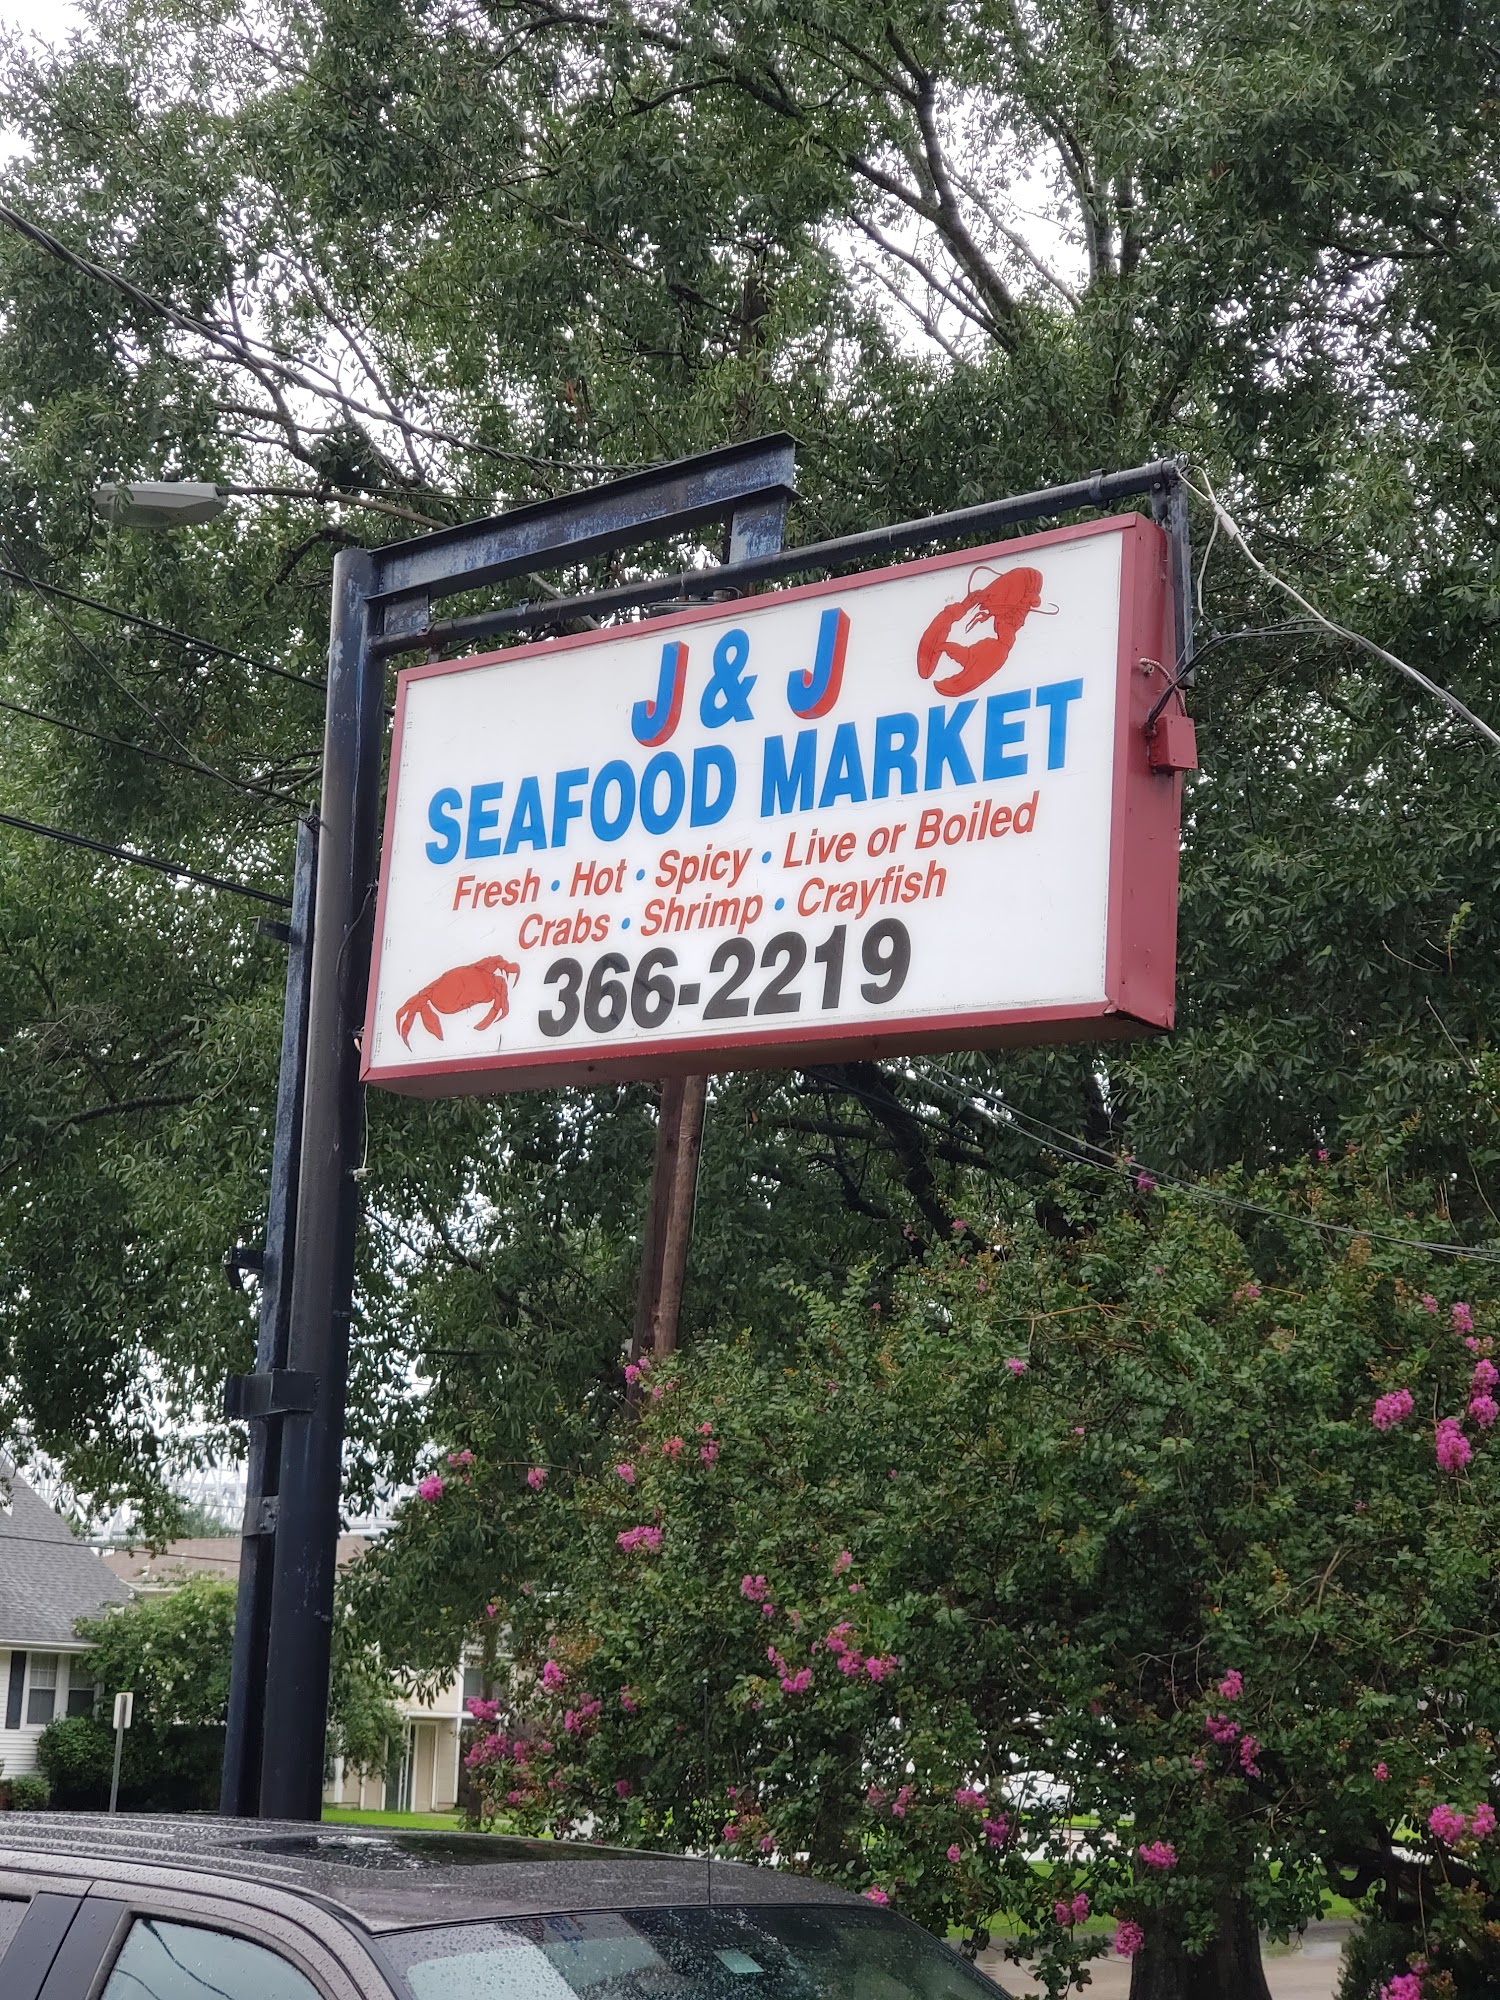 J & J
SEAFOOD MARKET
Fresh • Hot • Spicy • Live or Boiled
Crabs • Shrimp • Crayfish
366-2219